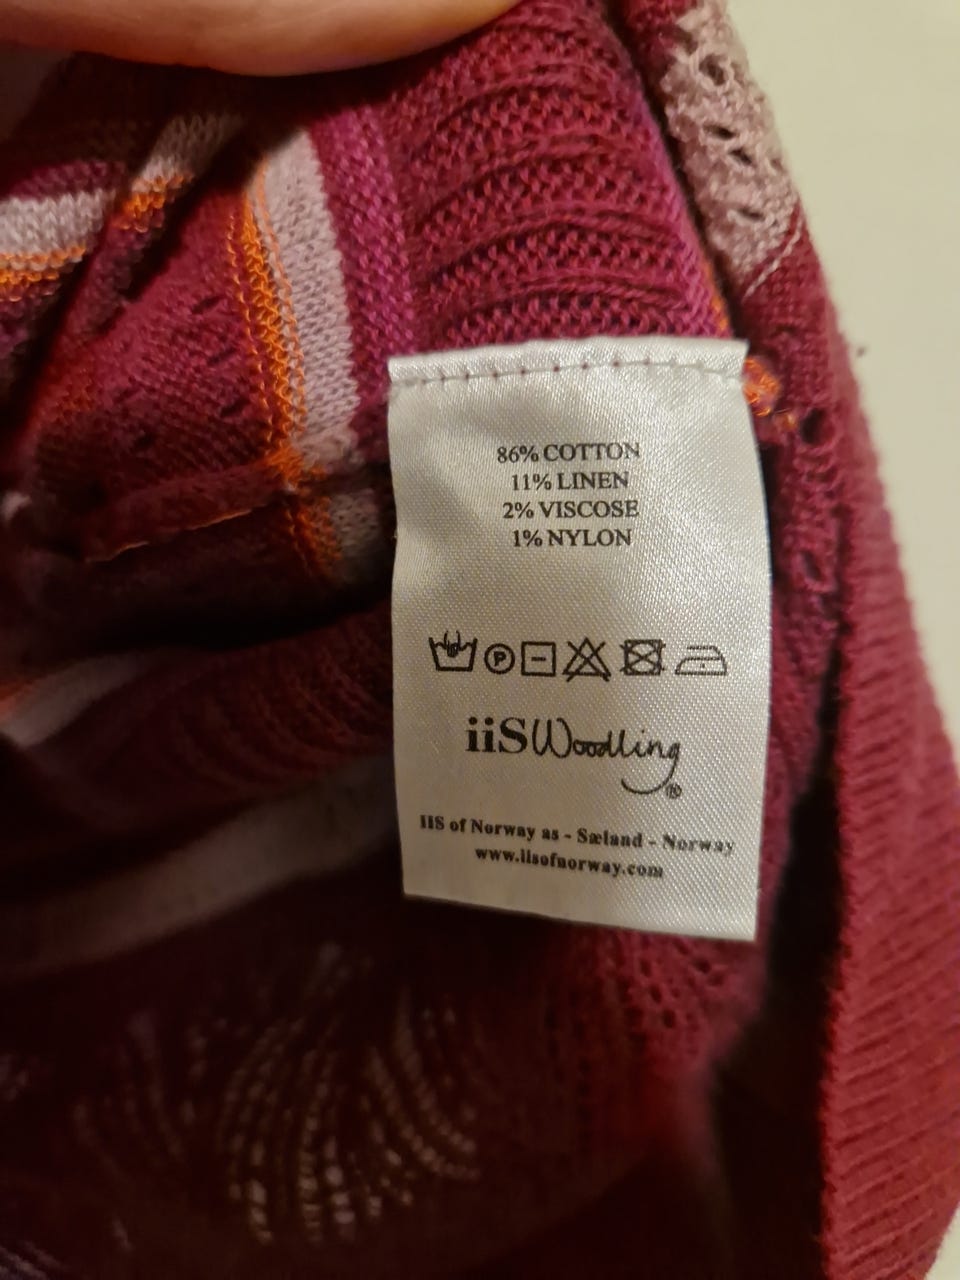 86% COTTON
11% LINEN
2% VISCOSE
1% NYLON
P
iiS Woodling®
IIS of Norway as - Sæland - Norway
www.iisofnorway.com